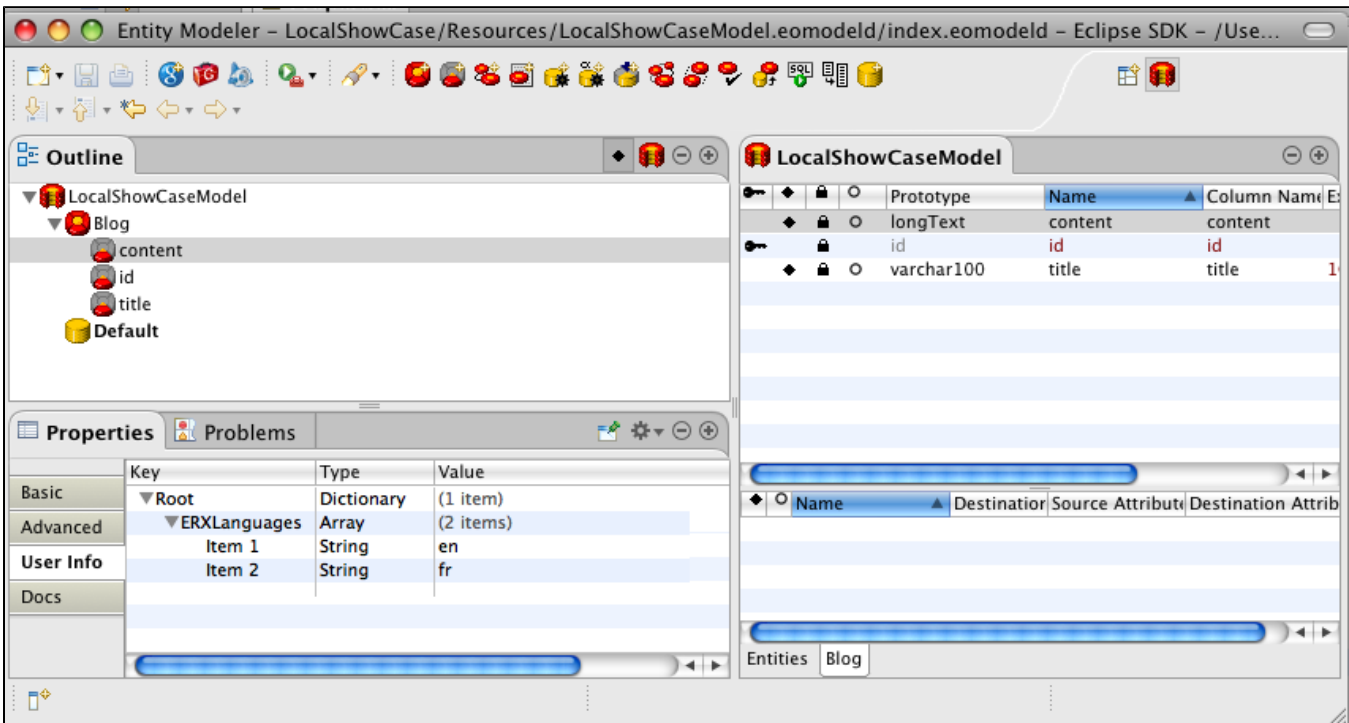 Entity Modeler – LocalShowCase/Resources/LocalShowCaseModel.eomodeld/index.eomodeld – Eclipse SDK – /Use...
SQL
Outline
LocalShowCaseModel
Blog
content
id
title
Default
LocalShowCaseModel
Prototype Name Column Name Ex
longText content content
id id id
varchar100 title title 1
Properties Problems
Key Type Value
Basic
Advanced
User Info
Docs
Root Dictionary (1 item)
ERXLanguages Array (2 items)
Item 1 String en
Item 2 String fr
Name Destination Source Attribute Destination Attrib
Entities Blog